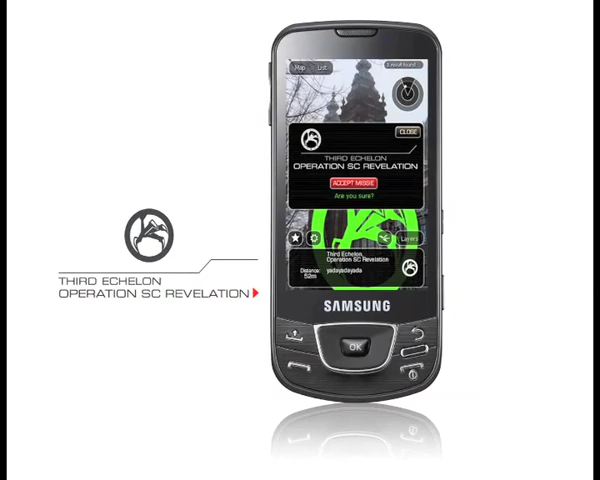 Map
List
CLOSE
THIRD ECHELON
OPERATION SC REVELATION
ACCEPT MISSIE
Are you sure?
Layers
Third Echelon
Operation SC Revelation
Distance:
52m
yadayadayada
SAMSUNG
OK
THIRD ECHELON
OPERATION SC REVELATION